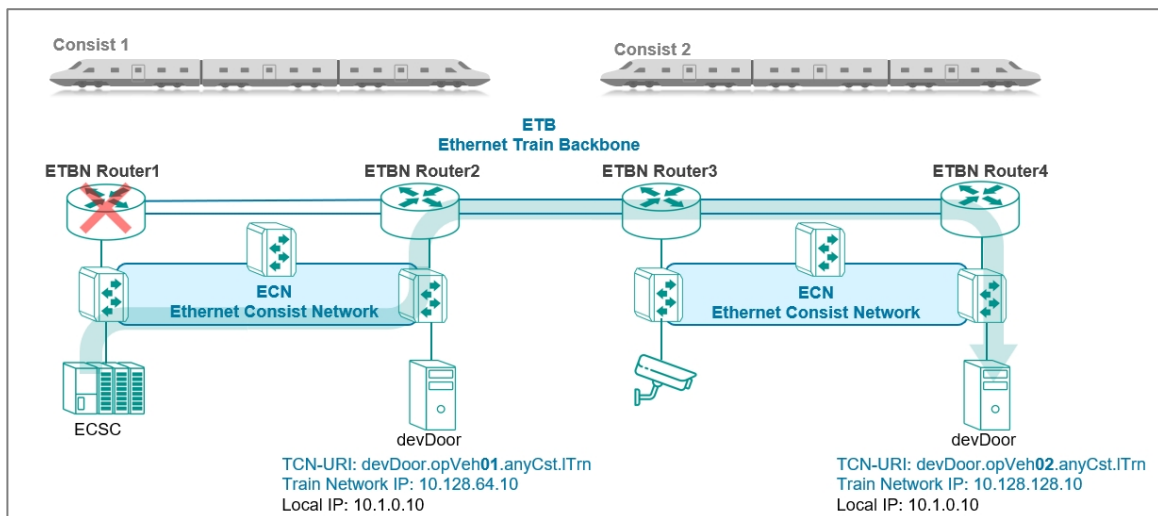 Consist 1
Consist 2
ETB
Ethernet Train Backbone
ETBN Router1
ETBN Router2
ETBN Router3
ETBN Router4
ECN
Ethernet Consist Network
ECN
Ethernet Consist Network
ECSC
devDoor
TCN-URI: devDoor.opVeh01.anyCst.lTrn
Train Network IP: 10.128.64.10
Local IP: 10.1.0.10
devDoor
TCN-URI: devDoor.opVeh02.anyCst.lTrn
Train Network IP: 10.128.128.10
Local IP: 10.1.0.10